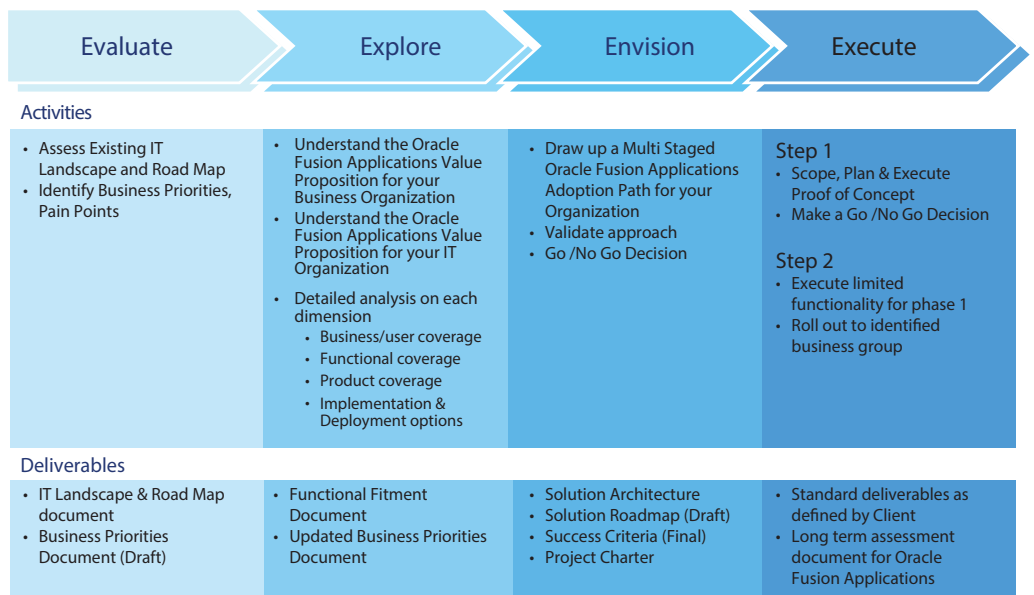 Evaluate
Explore
Envision
Execute
Activities
• Assess Existing IT
Landscape and Road Map
• Identify Business Priorities,
Pain Points
• Understand the Oracle
Fusion Applications Value
Proposition for your
Business Organization
• Understand the Oracle
Fusion Applications Value
Proposition for your IT
Organization
• Detailed analysis on each
dimension
• Business/user coverage
• Functional coverage
• Product coverage
• Implementation &
Deployment options
• Draw up a Multi Staged
Oracle Fusion Applications
Adoption Path for your
Organization
• Validate approach
• Go /No Go Decision
Step 1
• Scope, Plan & Execute
Proof of Concept
• Make a Go /No Go Decision
Step 2
• Execute limited
functionality for phase 1
• Roll out to identified
business group
Deliverables
• IT Landscape & Road Map
document
• Business Priorities
Document (Draft)
• Functional Fitment
Document
• Updated Business Priorities
Document
• Solution Architecture
• Solution Roadmap (Draft)
• Success Criteria (Final)
• Project Charter
• Standard deliverables as
defined by Client
• Long term assessment
document for Oracle
Fusion Applications